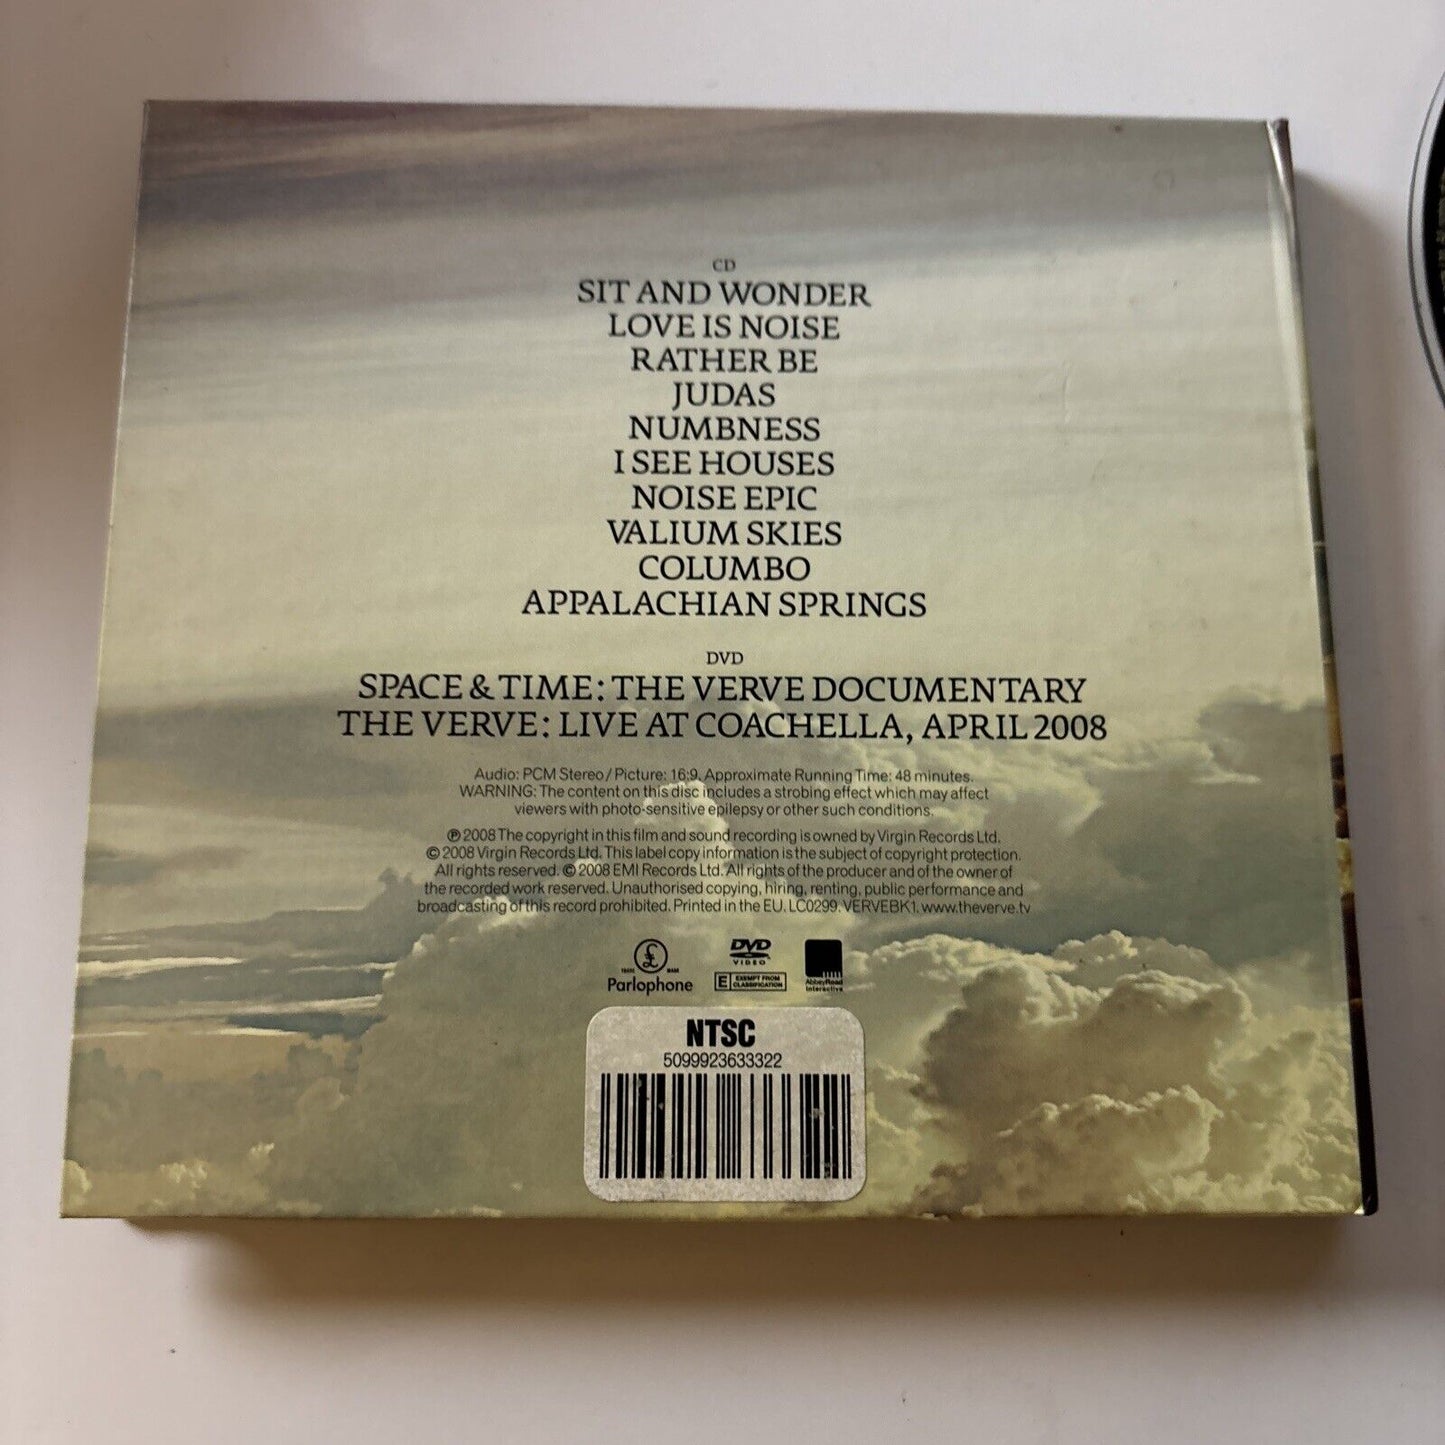 CD
SIT AND WONDER
LOVE IS NOISE
RATHER BE
JUDAS
NUMBNESS
I SEE HOUSES
NOISE EPIC
VALIUM SKIES
COLUMBO
APPALACHIAN SPRINGS
DVD
SPACE & TIME: THE VERVE DOCUMENTARY
THE VERVE: LIVE AT COACHELLA, APRIL 2008
Audio: PCM Stereo/Picture: 16:9. Approximate Running Time: 48 minutes.
WARNING: The content on this disc includes a strobing effect which may affect
viewers with photo-sensitive epilepsy or other such conditions.
℗ 2008 The copyright in this film and sound recording is owned by Virgin Records Ltd.
© 2008 Virgin Records Ltd. This label copy information is the subject of copyright protection.
All rights reserved. © 2008 EMI Records Ltd. All rights of the producer and of the owner of
the recorded work reserved. Unauthorised copying, hiring, renting, public performance and
broadcasting of this record prohibited. Printed in the EU. LC0299. VERVEBK1. www.theverve.tv
£
TRADE MARK
Parlophone
DVD
VIDEO
E EXEMPT FROM
CLASSIFICATION
AbbeyRoad
Interactive
NTSC
5099923633322